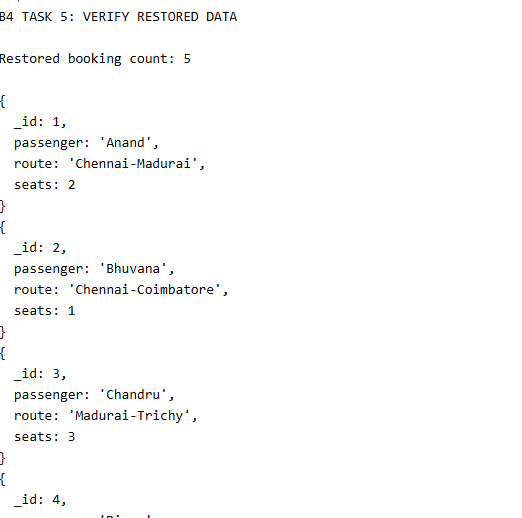 B4 TASK 5: VERIFY RESTORED DATA
Restored booking count: 5
{
  _id: 1,
  passenger: 'Anand',
  route: 'Chennai-Madurai',
  seats: 2
}
{
  _id: 2,
  passenger: 'Bhuvana',
  route: 'Chennai-Coimbatore',
  seats: 1
}
{
  _id: 3,
  passenger: 'Chandru',
  route: 'Madurai-Trichy',
  seats: 3
}
{
  _id: 4,